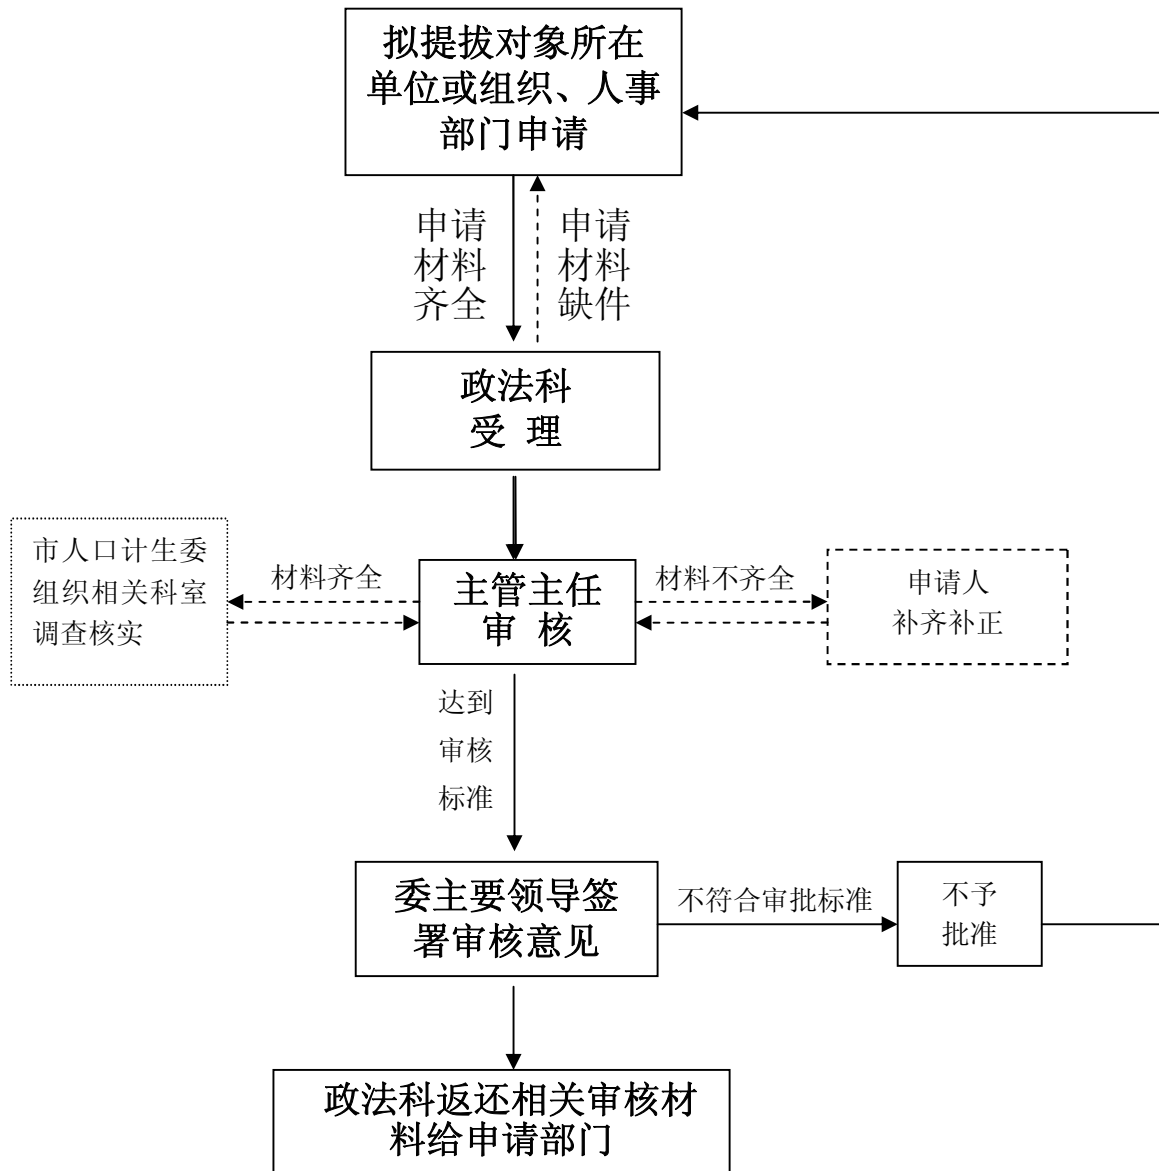 拟提拔对象所在
单位或组织、人事
部门申请
申请
材料
齐全
申请
材料
缺件
政法科
受 理
市人口计生委
组织相关科室
调查核实
材料齐全
主管主任
审 核
材料不齐全
申请人
补齐补正
达到
审核
标准
委主要领导签
署审核意见
不符合审批标准
不予
批准
政法科返还相关审核材
料给申请部门